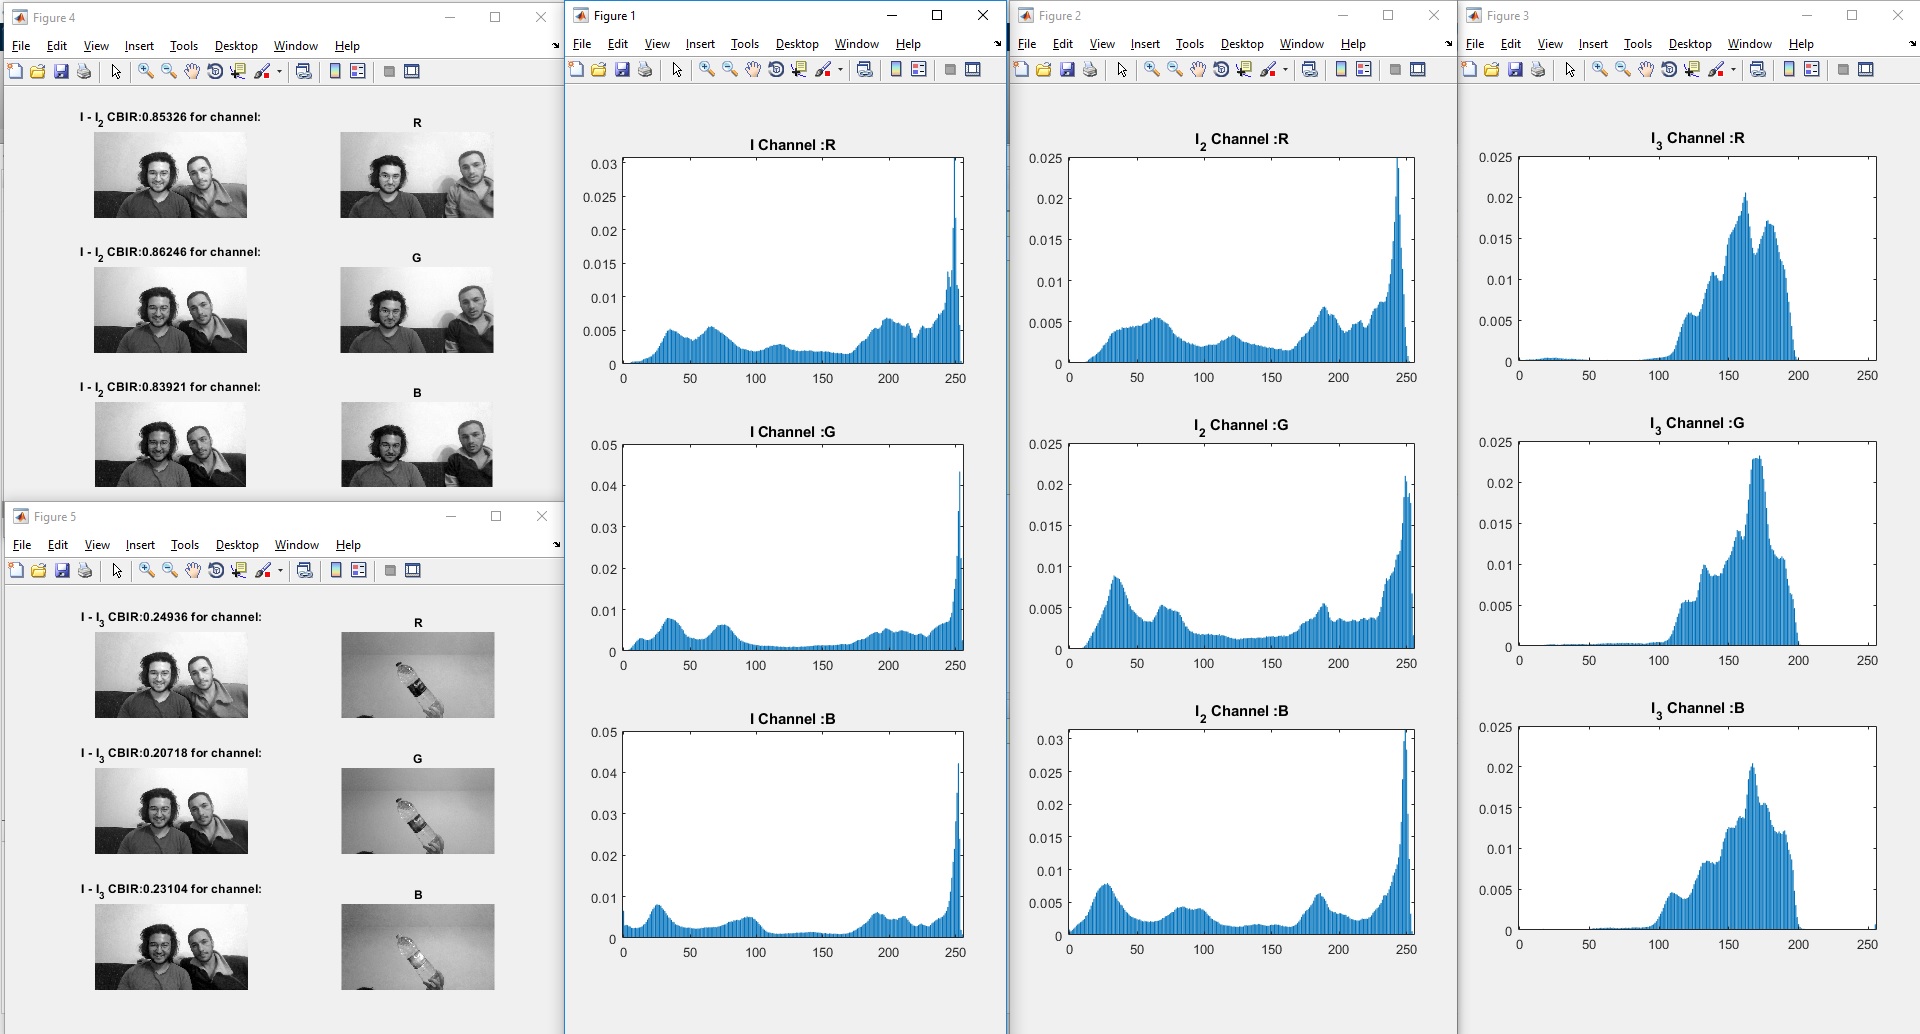 Figure 4
File Edit View Insert Tools Desktop Window Help
I - I2 CBIR:0.85326 for channel:
R
I - I2 CBIR:0.86246 for channel:
G
I - I2 CBIR:0.83921 for channel:
B
Figure 5
File Edit View Insert Tools Desktop Window Help
I - I3 CBIR:0.24936 for channel:
R
I - I3 CBIR:0.20718 for channel:
G
I - I3 CBIR:0.23104 for channel:
B
Figure 1
File Edit View Insert Tools Desktop Window Help
I Channel :R
0.03
0.025
0.02
0.015
0.01
0.005
0
0 50 100 150 200 250
I Channel :G
0.05
0.04
0.03
0.02
0.01
0
0 50 100 150 200 250
I Channel :B
0.05
0.04
0.03
0.02
0.01
0
0 50 100 150 200 250
Figure 2
File Edit View Insert Tools Desktop Window Help
I2 Channel :R
0.025
0.02
0.015
0.01
0.005
0
0 50 100 150 200 250
I2 Channel :G
0.025
0.02
0.015
0.01
0.005
0
0 50 100 150 200 250
I2 Channel :B
0.03
0.025
0.02
0.015
0.01
0.005
0
0 50 100 150 200 250
Figure 3
File Edit View Insert Tools Desktop Window Help
I3 Channel :R
0.025
0.02
0.015
0.01
0.005
0
0 50 100 150 200 250
I3 Channel :G
0.025
0.02
0.015
0.01
0.005
0
0 50 100 150 200 250
I3 Channel :B
0.025
0.02
0.015
0.01
0.005
0
0 50 100 150 200 250